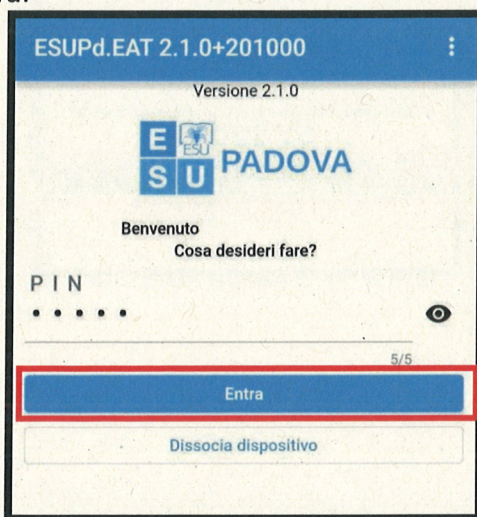 ESUPd.EAT 2.1.0+201000
Versione 2.1.0
E ESU
S U PADOVA
Benvenuto
Cosa desideri fare?
PIN
•••••
5/5
Entra
Dissocia dispositivo